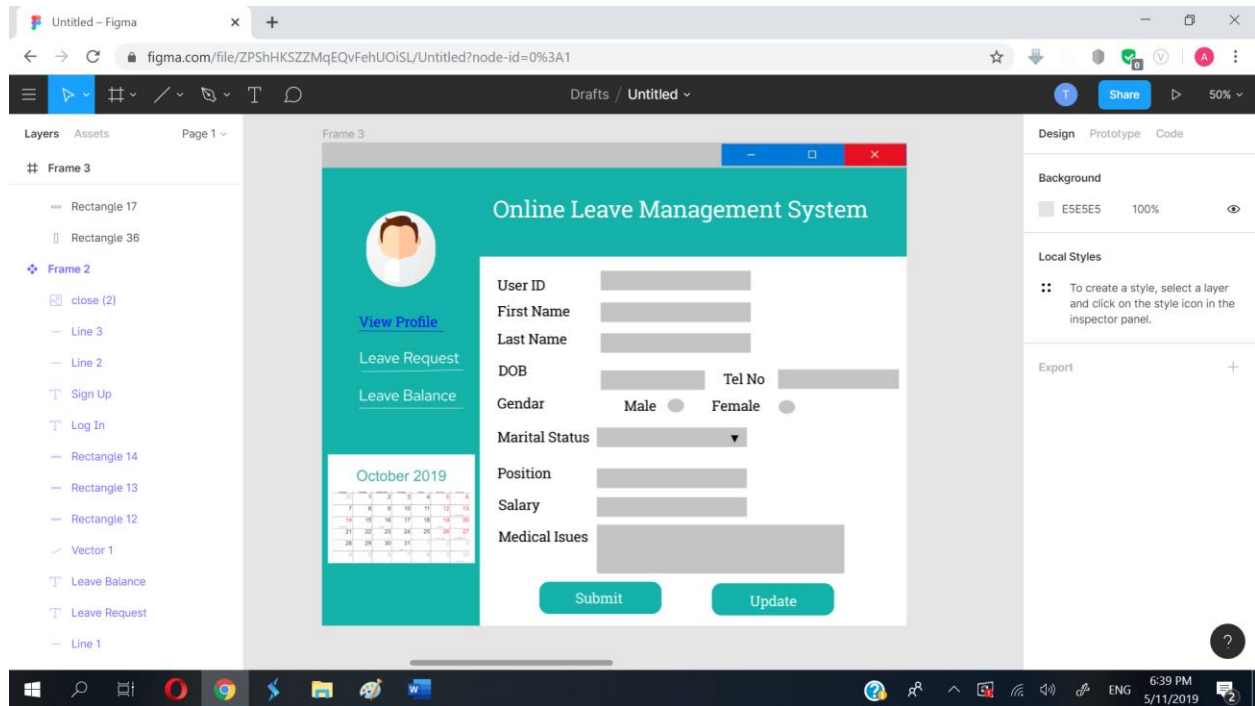 Untitled – Figma
figma.com/file/ZPShHKSZZMqEQvFehUOiSL/Untitled?node-id=0%3A1
A
0
Drafts / Untitled
T
Share
50%
Layers Assets Page 1
Frame 3
Rectangle 17
Rectangle 36
Frame 2
close (2)
Line 3
Line 2
Sign Up
Log In
Rectangle 14
Rectangle 13
Rectangle 12
Vector 1
Leave Balance
Leave Request
Line 1
Frame 3
Online Leave Management System
View Profile
Leave Request
Leave Balance
October 2019
User ID
First Name
Last Name
DOB
Tel No
Gendar Male Female
Marital Status
Position
Salary
Medical Isues
Submit
Update
Design Prototype Code
Background
E5E5E5 100%
Local Styles
To create a style, select a layer
and click on the style icon in the
inspector panel.
Export
?
ENG
6:39 PM
5/11/2019
2